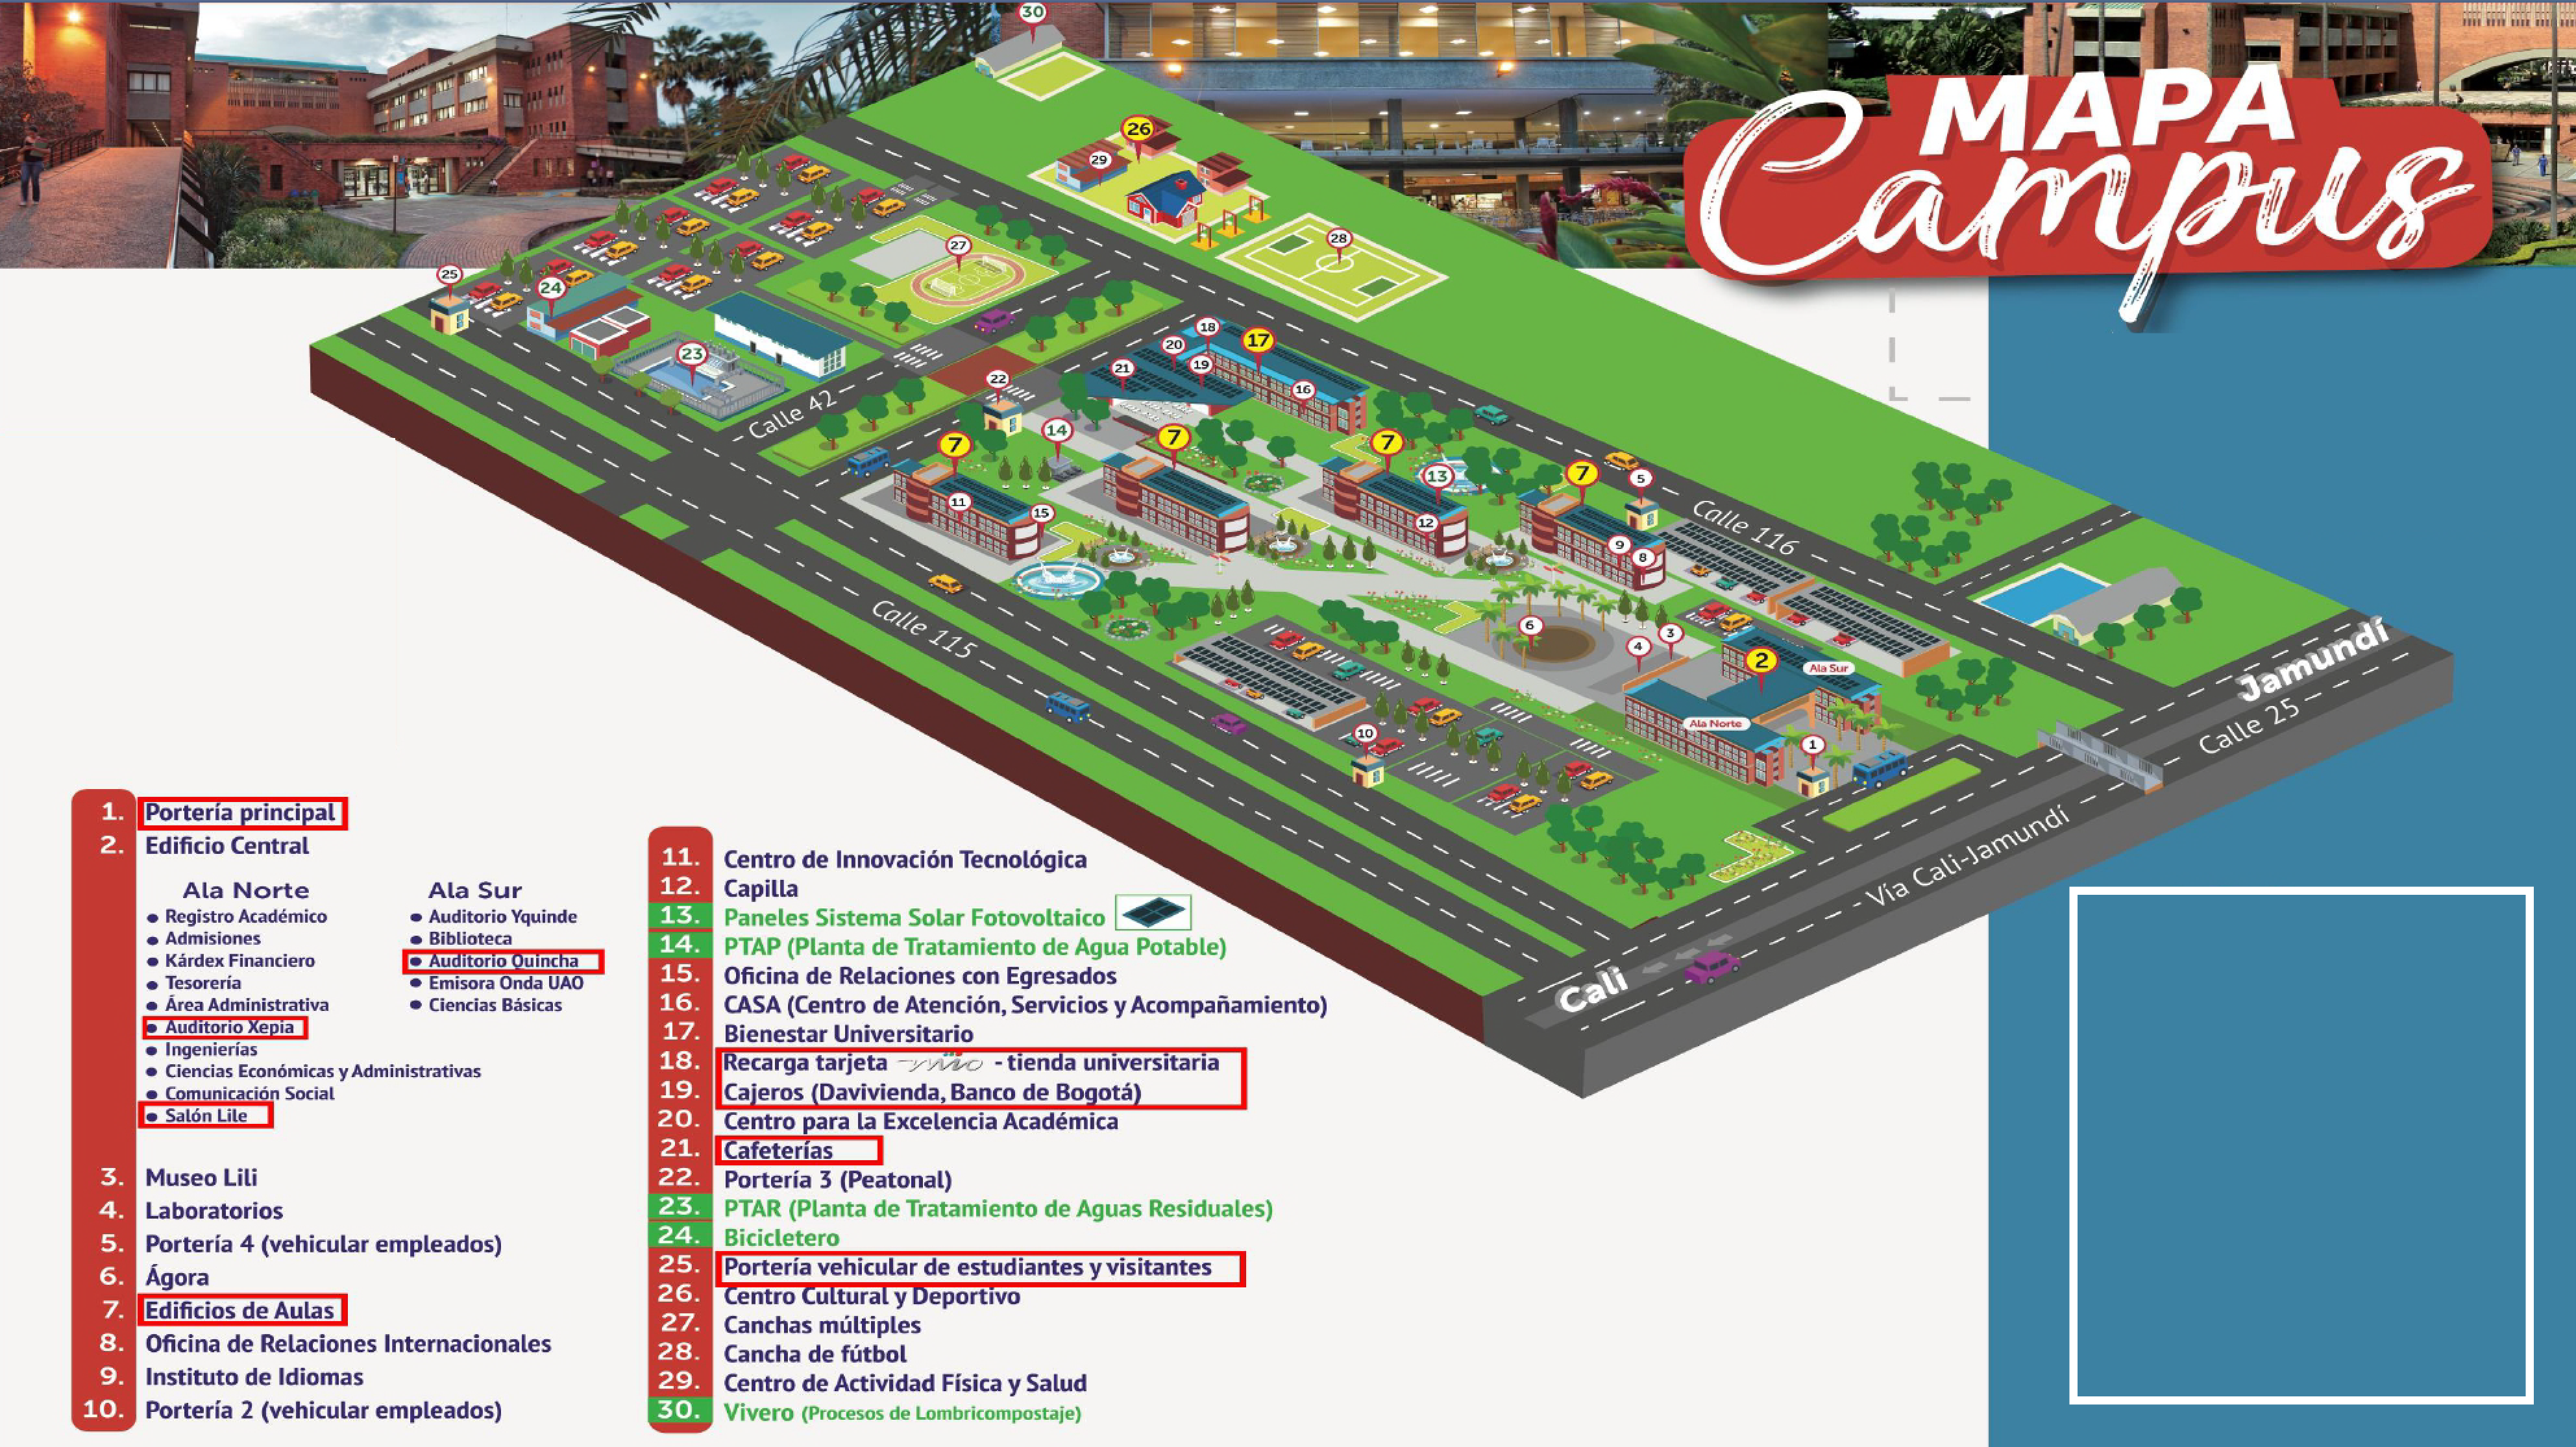 MAPA
Campus
30
26
29
28
27
25
24
23
18
17
20
19
21
16
22
14
7
7
7
7
13
5
11
15
12
9
8
6
3
4
2
10
1
Calle 42
Calle 116
Calle 115
Ala Sur
Ala Norte
Jamundí
Calle 25
Vía Cali-Jamundí
Cali
1. Portería principal
2. Edificio Central
Ala Norte
• Registro Académico
• Admisiones
• Kárdex Financiero
• Tesorería
• Área Administrativa
• Auditorio Xepia
• Ingenierías
• Ciencias Económicas y Administrativas
• Comunicación Social
• Salón Lile
Ala Sur
• Auditorio Yquinde
• Biblioteca
• Auditorio Quincha
• Emisora Onda UAO
• Ciencias Básicas
3. Museo Lili
4. Laboratorios
5. Portería 4 (vehicular empleados)
6. Ágora
7. Edificios de Aulas
8. Oficina de Relaciones Internacionales
9. Instituto de Idiomas
10. Portería 2 (vehicular empleados)
11. Centro de Innovación Tecnológica
12. Capilla
13. Paneles Sistema Solar Fotovoltaico
14. PTAP (Planta de Tratamiento de Agua Potable)
15. Oficina de Relaciones con Egresados
16. CASA (Centro de Atención, Servicios y Acompañamiento)
17. Bienestar Universitario
18. Recarga tarjeta mio - tienda universitaria
19. Cajeros (Davivienda, Banco de Bogotá)
20. Centro para la Excelencia Académica
21. Cafeterías
22. Portería 3 (Peatonal)
23. PTAR (Planta de Tratamiento de Aguas Residuales)
24. Bicicletero
25. Portería vehicular de estudiantes y visitantes
26. Centro Cultural y Deportivo
27. Canchas múltiples
28. Cancha de fútbol
29. Centro de Actividad Física y Salud
30. Vivero (Procesos de Lombricompostaje)